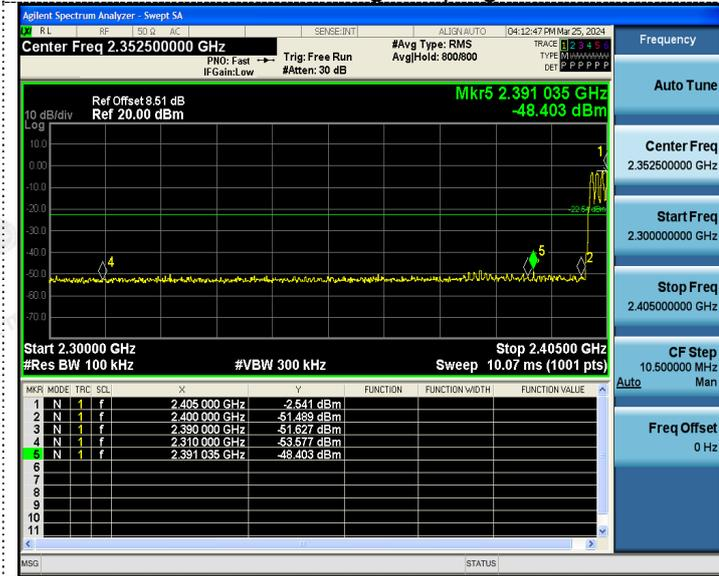 Agilent Spectrum Analyzer - Swept SA
RL RF 50 Ω AC SENSE:INT ALIGN AUTO 04:12:47 PM Mar 25, 2024
Center Freq 2.352500000 GHz
PNO: Fast
IFGain:Low
Trig: Free Run
#Atten: 30 dB
#Avg Type: RMS
Avg|Hold: 800/800
TRACE 1 2 3 4 5 6
TYPE M
DET P P P P P P
Frequency
Auto Tune
Center Freq
2.352500000 GHz
Start Freq
2.300000000 GHz
Stop Freq
2.405000000 GHz
CF Step
10.500000 MHz
Auto Man
Freq Offset
0 Hz
Ref Offset 8.51 dB
10 dB/div Ref 20.00 dBm
Log
Mkr5 2.391 035 GHz
-48.403 dBm
10.0
0.00
-10.0
-20.0
-30.0
-40.0
-50.0
-60.0
-70.0
1
4
5
2
Start 2.30000 GHz Stop 2.40500 GHz
#Res BW 100 kHz #VBW 300 kHz Sweep 10.07 ms (1001 pts)
MKR MODE TRC SCL X Y FUNCTION FUNCTION WIDTH FUNCTION VALUE
1 N 1 f 2.405 000 GHz -2.541 dBm
2 N 1 f 2.400 000 GHz -51.489 dBm
3 N 1 f 2.390 000 GHz -51.627 dBm
4 N 1 f 2.310 000 GHz -53.577 dBm
5 N 1 f 2.391 035 GHz -48.403 dBm
6
7
8
9
10
11
MSG STATUS